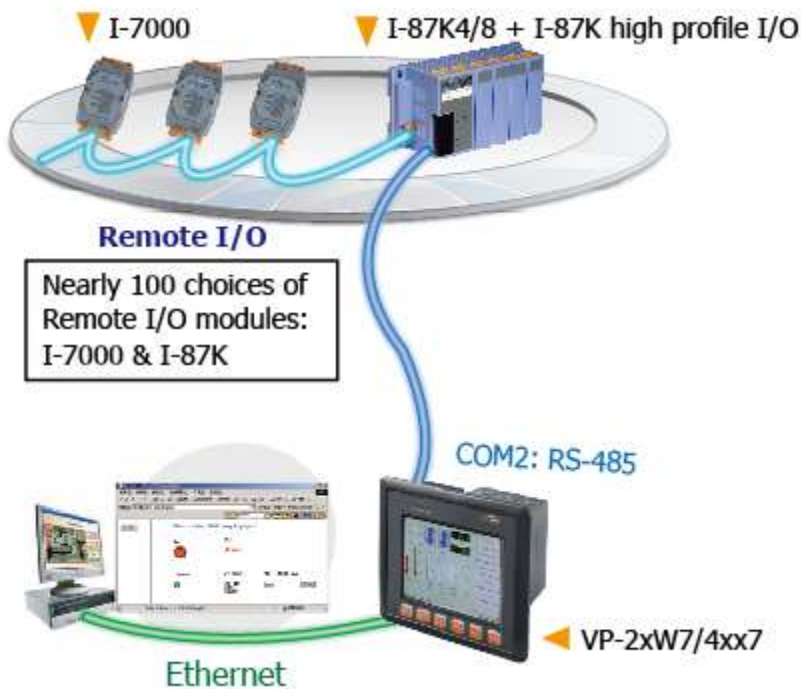 I-7000
I-87K4/8 + I-87K high profile I/O
Remote I/O
Nearly 100 choices of
Remote I/O modules:
I-7000 & I-87K
COM2: RS-485
VP-2xW7/4xx7
Ethernet